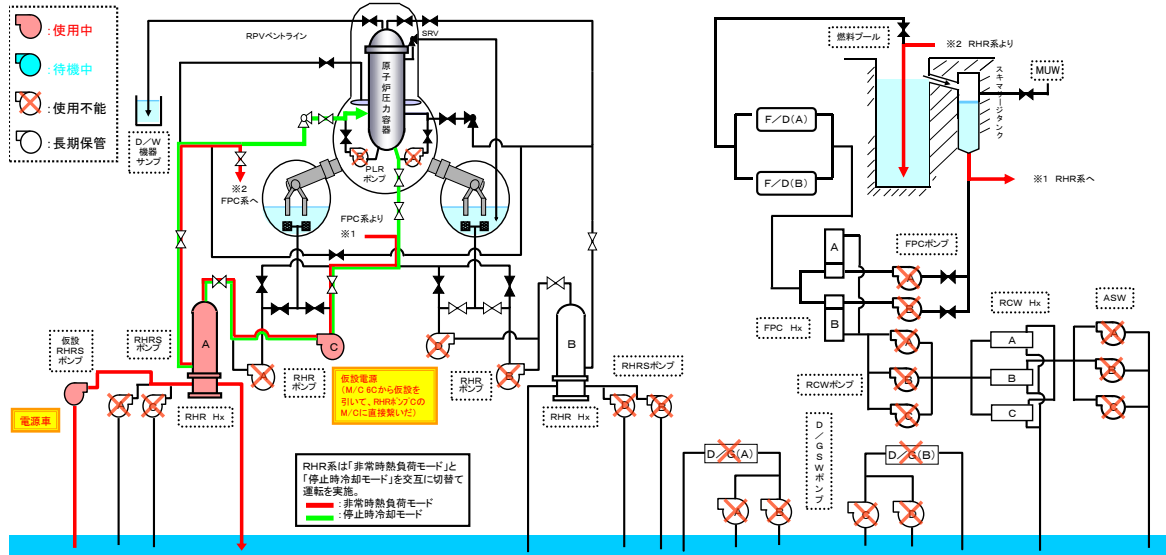 ：使用中
：待機中
：使用不能
：長期保管
RPVベントライン
D／W
機器
サンプ
SRV
原子炉圧力容器
B
A
PLR
ポンプ
※2
FPC系へ
FPC系より
※1
仮設
RHRS
ポンプ
RHRS
ポンプ
電源車
A
C
A
RHR Hx
A
RHR
ポンプ
C
仮設電源
（M/C 6Cから仮設を
引いて、RHRポンプCの
M/Cに直接繋いだ）
D
B
RHR
ポンプ
B
RHR Hx
RHRSポンプ
D
B
RHR系は「非常時熱負荷モード」と
「停止時冷却モード」を交互に切替て
運転を実施。
：非常時熱負荷モード
：停止時冷却モード
燃料プール
※2 RHR系より
スキマサージタンク
MUW
F／D(A)
F／D(B)
※1 RHR系へ
A
B
FPC Hx
FPCポンプ
A
B
RCWポンプ
A
B
C
RCW Hx
A
B
C
ASW
A
B
C
D／G(A)
A
B
D／GSWポンプ
D／G(B)
C
D